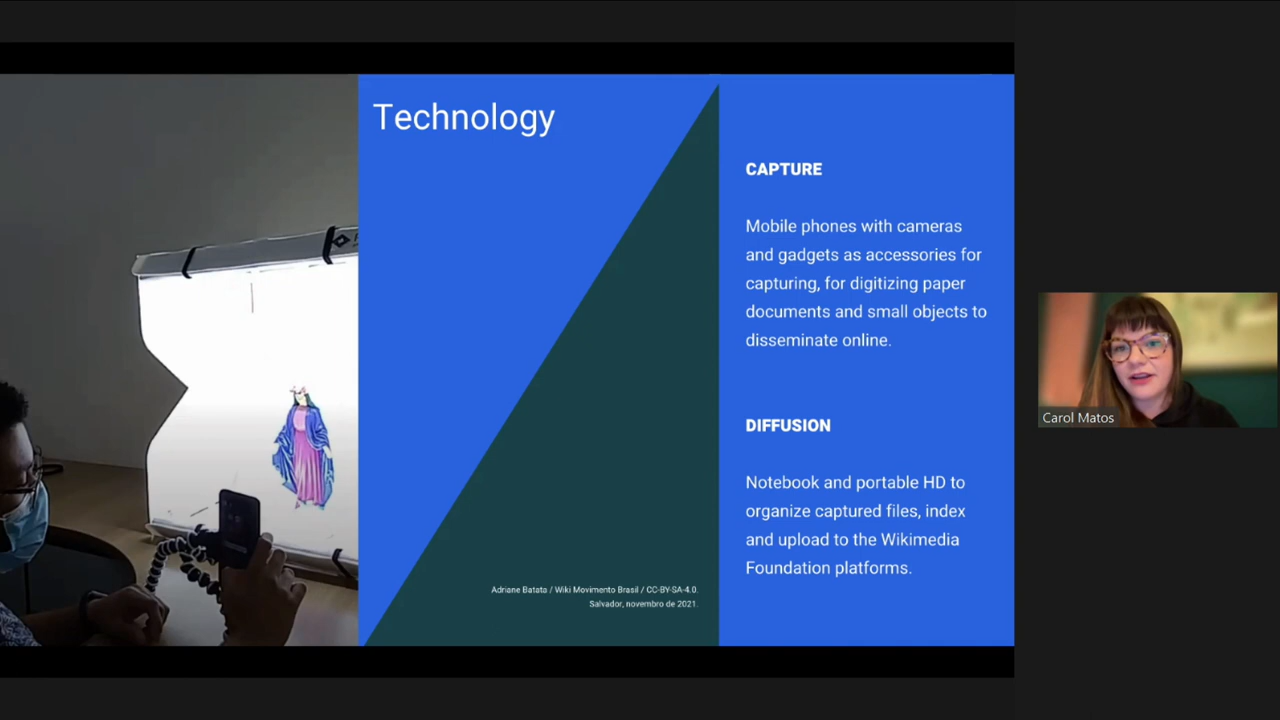 Technology
CAPTURE
Mobile phones with cameras
and gadgets as accessories for
capturing, for digitizing paper
documents and small objects to
disseminate online.
DIFFUSION
Notebook and portable HD to
organize captured files, index
and upload to the Wikimedia
Foundation platforms.
Adriane Batata / Wiki Movimento Brasil / CC-BY-SA-4.0.
Salvador, novembro de 2021.
Carol Matos